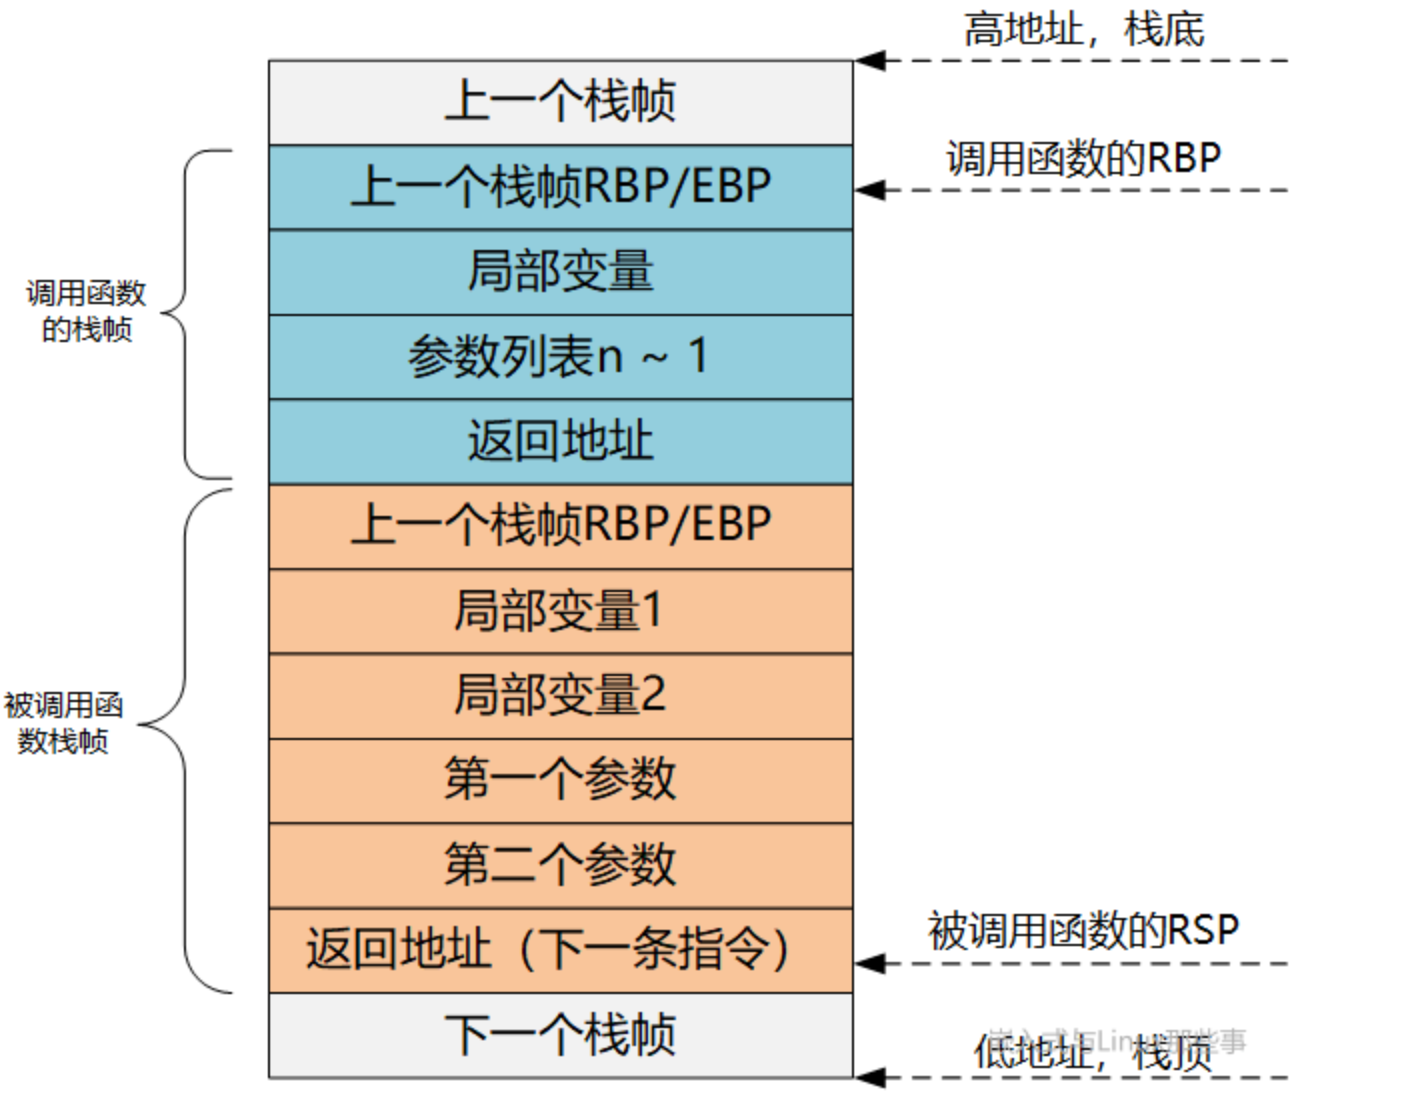 高地址，栈底
上一个栈帧
调用函数的RBP
上一个栈帧RBP/EBP
局部变量
调用函数
的栈帧
参数列表n ~ 1
返回地址
上一个栈帧RBP/EBP
局部变量1
局部变量2
被调用函
数栈帧
第一个参数
第二个参数
被调用函数的RSP
返回地址（下一条指令）
下一个栈帧
嵌入式与Linux那些事
低地址，栈顶